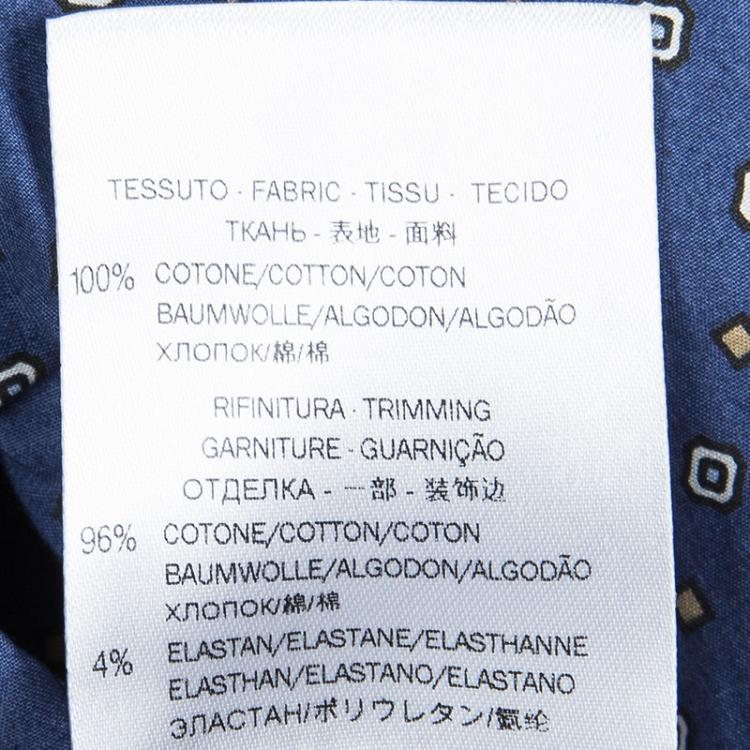 TESSUTO · FABRIC · TISSU · TECIDO
ТКАНЬ - 表地 - 面料
100% COTONE/COTTON/COTON
BAUMWOLLE/ALGODON/ALGODÃO
ХЛОПОК/綿/棉
RIFINITURA · TRIMMING
GARNITURE · GUARNIÇÃO
ОТДЕЛКА - 一部 - 装饰边
96% COTONE/COTTON/COTON
BAUMWOLLE/ALGODON/ALGODÃO
ХЛОПОК/綿/棉
4% ELASTAN/ELASTANE/ELASTHANNE
ELASTHAN/ELASTANO/ELASTANO
ЭЛАСТАН/ポリウレタン/氨纶